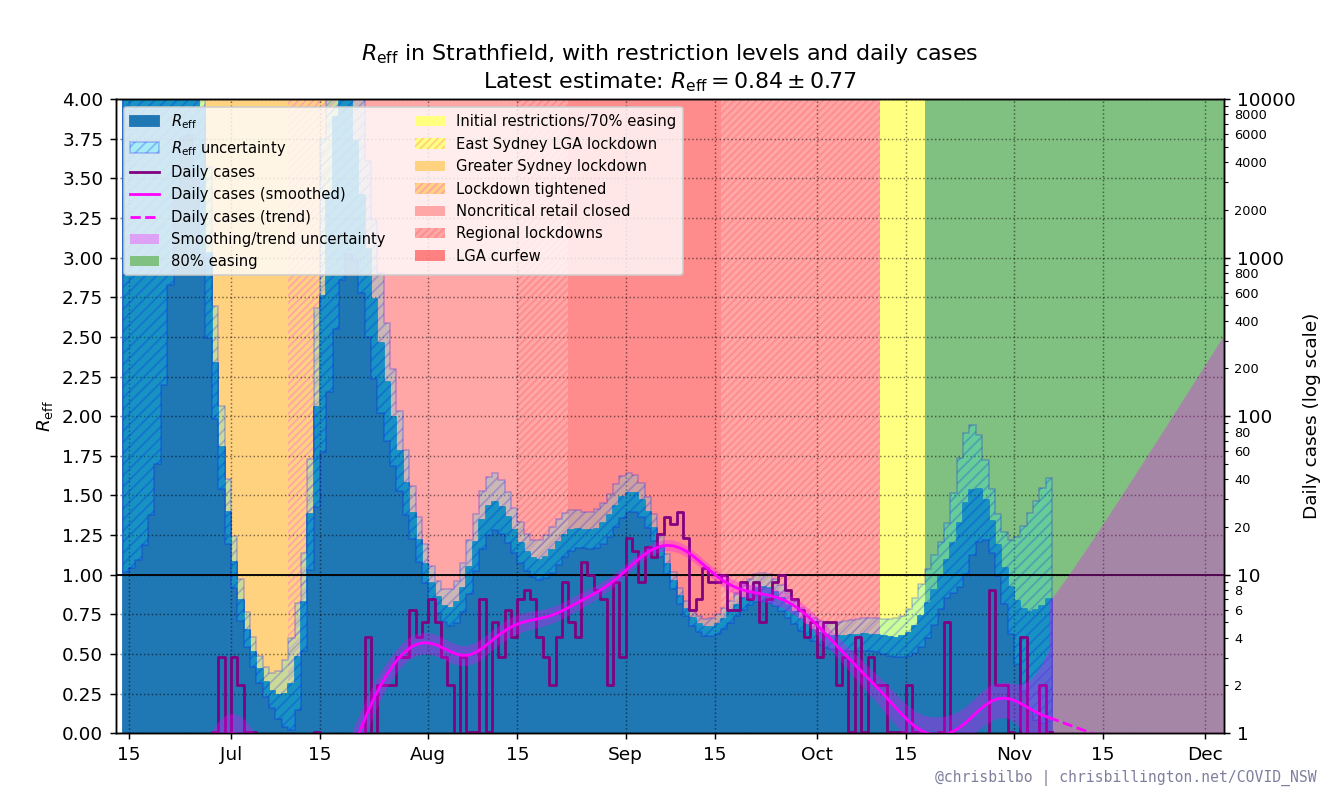 Reff in Strathfield, with restriction levels and daily cases
Latest estimate: Reff = 0.84 ± 0.77
Reff
Reff uncertainty
Daily cases
Daily cases (smoothed)
Daily cases (trend)
Smoothing/trend uncertainty
80% easing
Initial restrictions/70% easing
East Sydney LGA lockdown
Greater Sydney lockdown
Lockdown tightened
Noncritical retail closed
Regional lockdowns
LGA curfew
Reff
4.00
3.75
3.50
3.25
3.00
2.75
2.50
2.25
2.00
1.75
1.50
1.25
1.00
0.75
0.50
0.25
0.00
15
Jul
15
Aug
15
Sep
15
Oct
15
Nov
15
Dec
10000
8000
6000
4000
2000
1000
800
600
400
200
100
80
60
40
20
10
8
6
4
2
1
Daily cases (log scale)
@chrisbilbo | chrisbillington.net/COVID_NSW